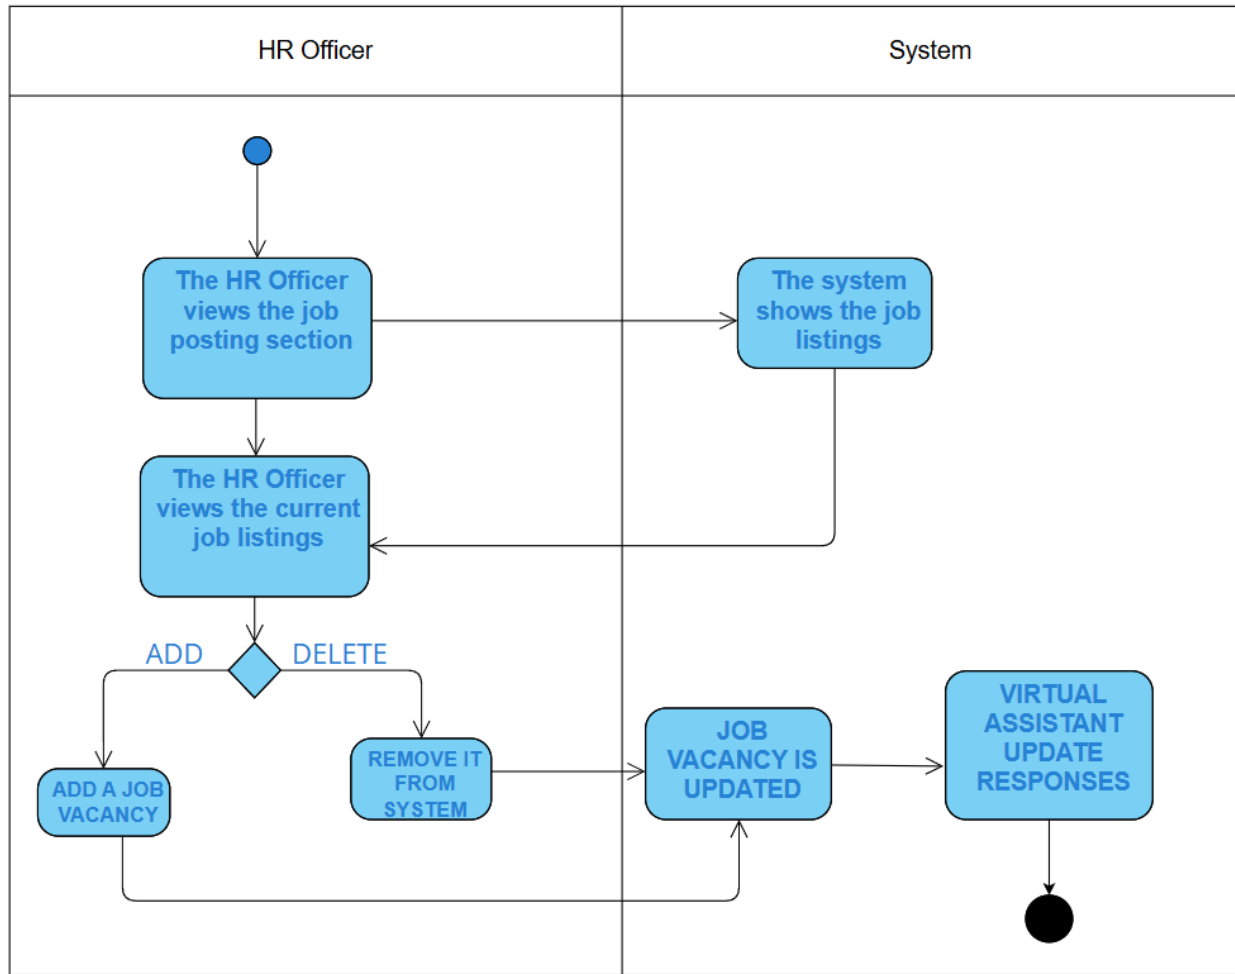 HR Officer
System
The HR Officer
views the job
posting section
The system
shows the job
listings
The HR Officer
views the current
job listings
ADD
DELETE
ADD A JOB
VACANCY
REMOVE IT
FROM
SYSTEM
JOB
VACANCY IS
UPDATED
VIRTUAL
ASSISTANT
UPDATE
RESPONSES